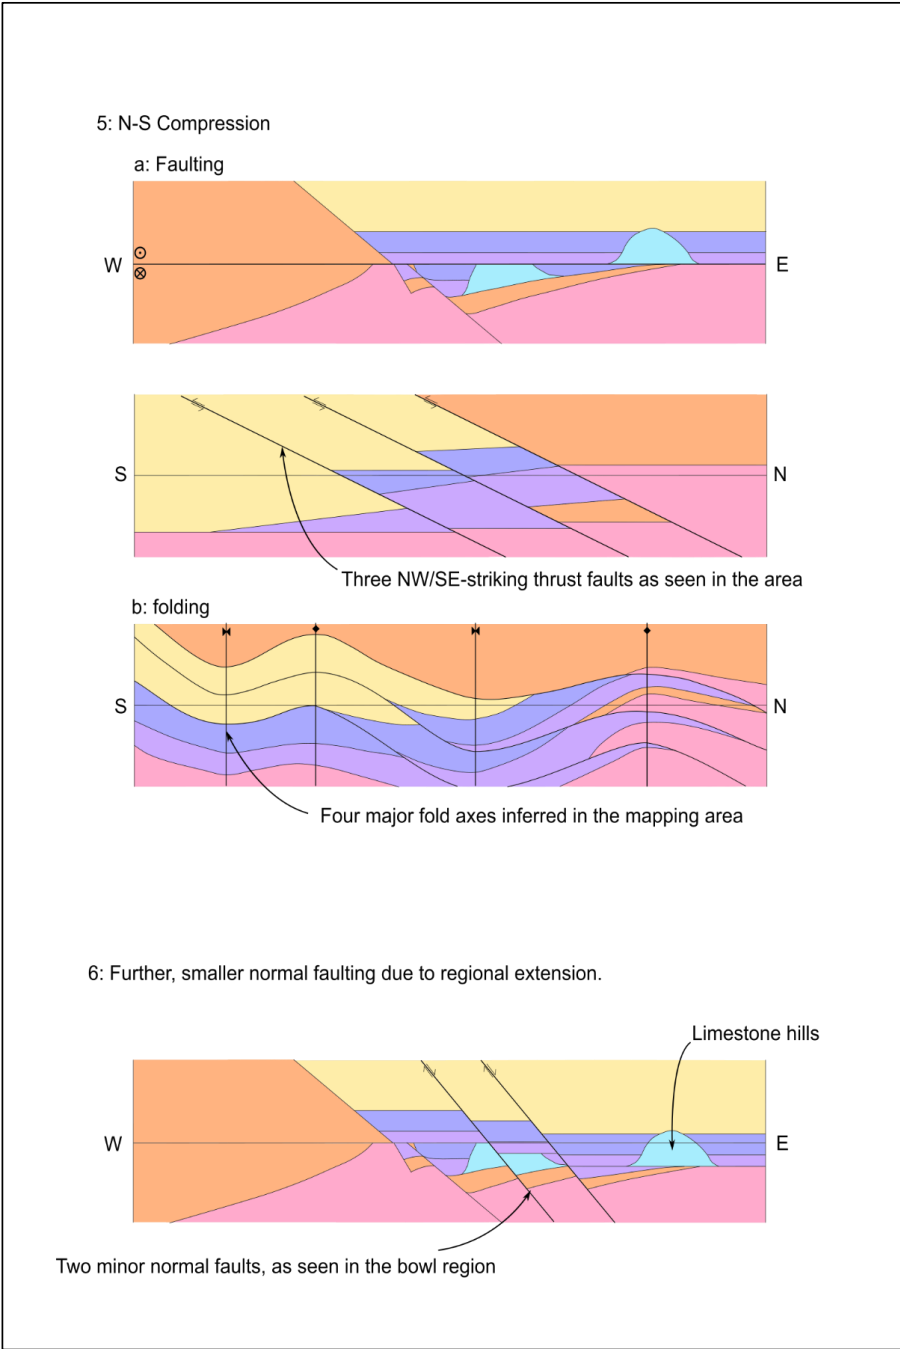 5: N-S Compression
a: Faulting
W
E
S
N
Three NW/SE-striking thrust faults as seen in the area
b: folding
S
N
Four major fold axes inferred in the mapping area
6: Further, smaller normal faulting due to regional extension.
Limestone hills
W
E
Two minor normal faults, as seen in the bowl region